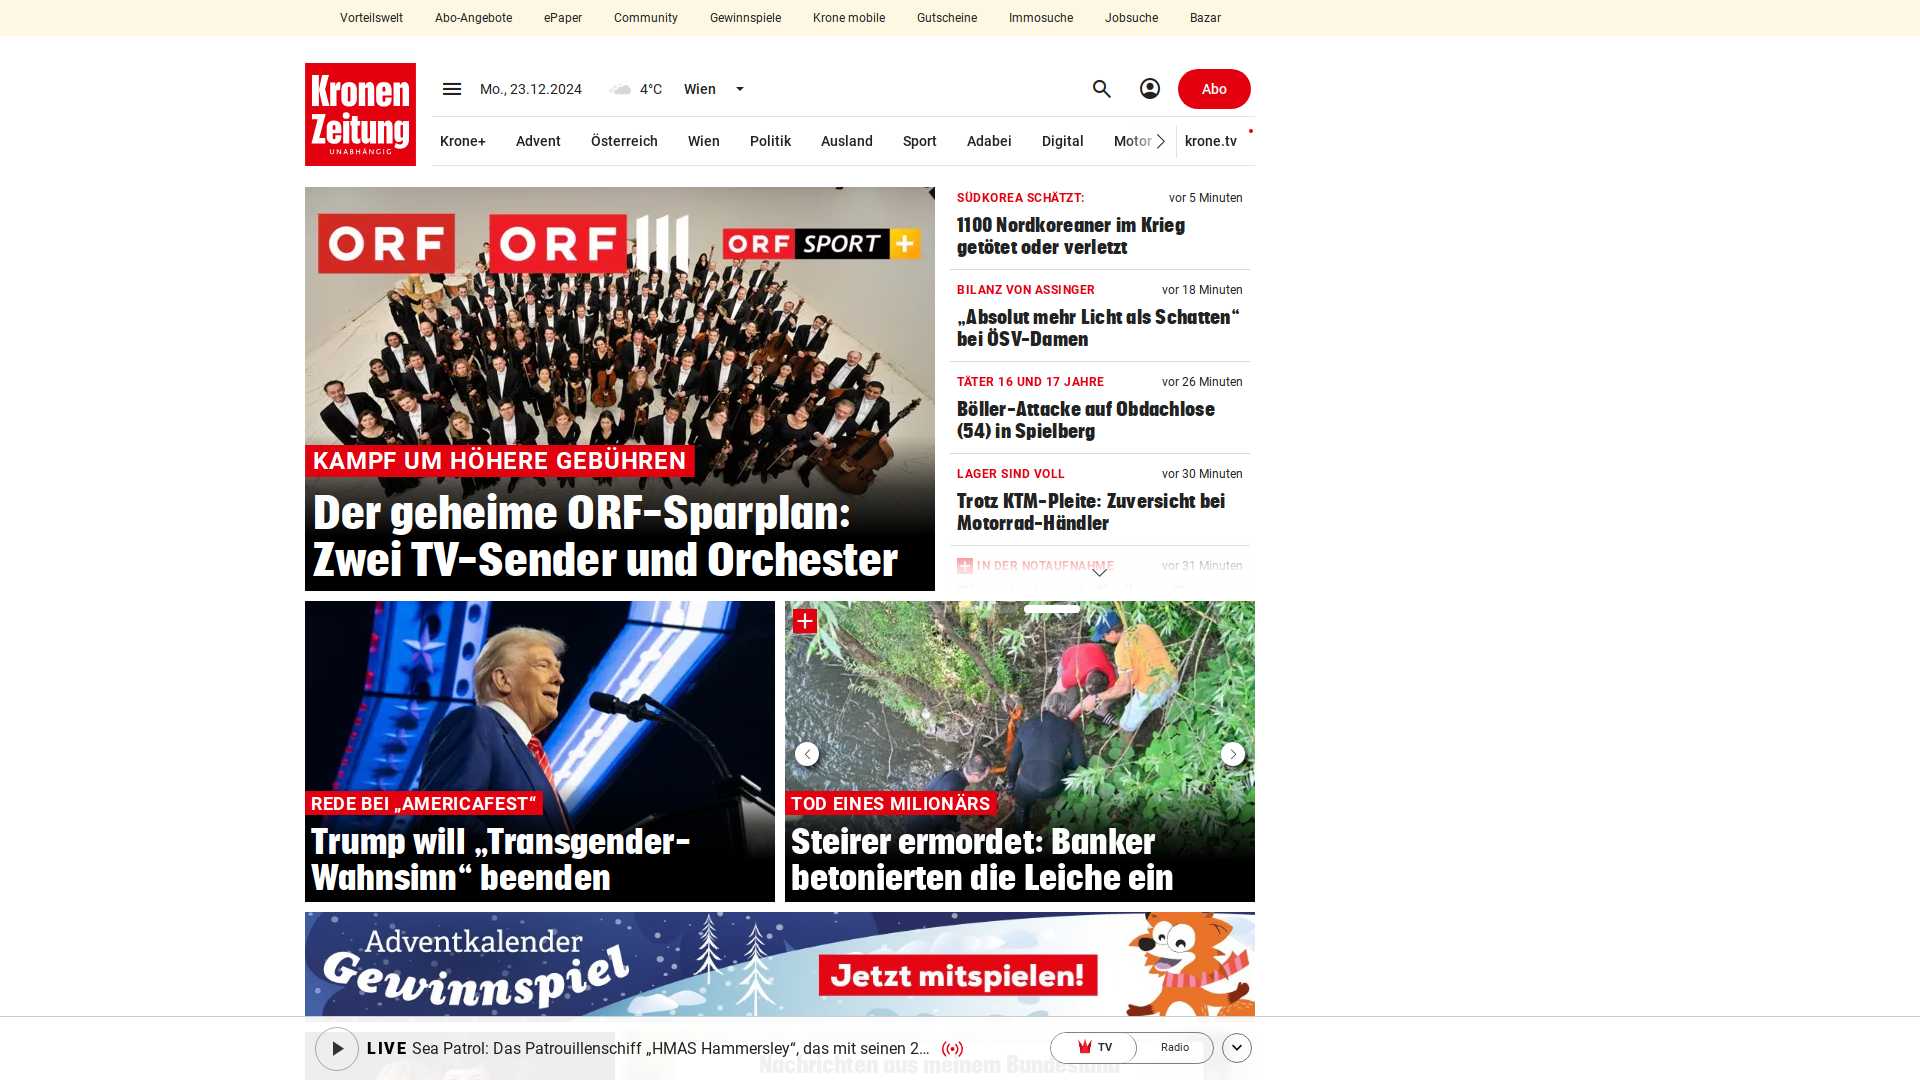 Vorteilswelt Abo-Angebote ePaper Community Gewinnspiele Krone mobile Gutscheine Immosuche Jobsuche Bazar
Kronen
Zeitung
UNABHÄNGIG
Mo., 23.12.2024 4°C Wien Abo
Krone+ Advent Österreich Wien Politik Ausland Sport Adabei Digital Motor krone.tv
ORF ORF III ORF SPORT +
KAMPF UM HÖHERE GEBÜHREN
Der geheime ORF-Sparplan:
Zwei TV-Sender und Orchester
SÜDKOREA SCHÄTZT: vor 5 Minuten
1100 Nordkoreaner im Krieg
getötet oder verletzt
BILANZ VON ASSINGER vor 18 Minuten
„Absolut mehr Licht als Schatten“
bei ÖSV-Damen
TÄTER 16 UND 17 JAHRE vor 26 Minuten
Böller-Attacke auf Obdachlose
(54) in Spielberg
LAGER SIND VOLL vor 30 Minuten
Trotz KTM-Pleite: Zuversicht bei
Motorrad-Händler
IN DER NOTAUFNAHME vor 31 Minuten
REDE BEI „AMERICAFEST“
Trump will „Transgender-
Wahnsinn“ beenden
TOD EINES MILIONÄRS
Steirer ermordet: Banker
betonierten die Leiche ein
Adventkalender
Gewinnspiel
Jetzt mitspielen!
LIVE Sea Patrol: Das Patrouillenschiff „HMAS Hammersley“, das mit seinen 2... TV Radio
Nachrichten aus meinem Bundesland